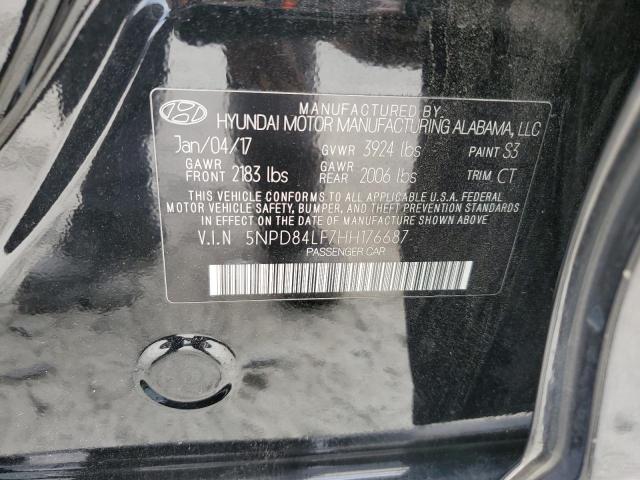 MANUFACTURED BY
HYUNDAI MOTOR MANUFACTURING ALABAMA, LLC
Jan/04/17 GVWR 3924 lbs PAINT S3
GAWR FRONT 2183 lbs GAWR REAR 2006 lbs TRIM CT
THIS VEHICLE CONFORMS TO ALL APPLICABLE U.S.A. FEDERAL
MOTOR VEHICLE SAFETY, BUMPER, AND THEFT PREVENTION STANDARDS
IN EFFECT ON THE DATE OF MANUFACTURE SHOWN ABOVE
V.I.N 5NPD84LF7HH176687
PASSENGER CAR